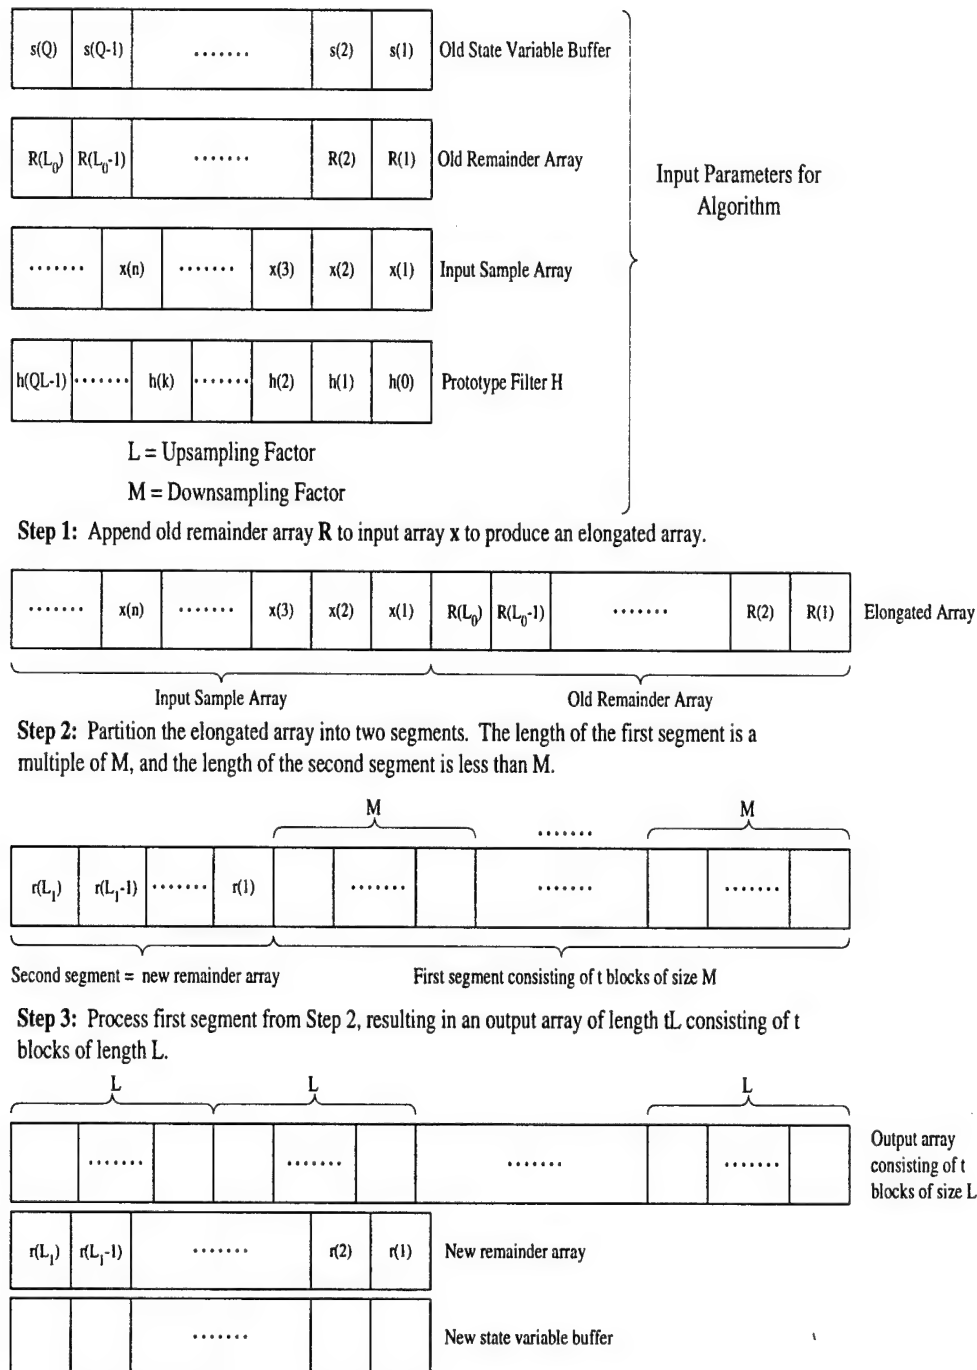 s(Q) s(Q-1) ....... s(2) s(1) Old State Variable Buffer
R(L₀) R(L₀-1) ....... R(2) R(1) Old Remainder Array
Input Parameters for
Algorithm
....... x(n) ....... x(3) x(2) x(1) Input Sample Array
h(QL-1) ....... h(k) ....... h(2) h(1) h(0) Prototype Filter H
L = Upsampling Factor
M = Downsampling Factor
Step 1: Append old remainder array R to input array x to produce an elongated array.
....... x(n) ....... x(3) x(2) x(1) R(L₀) R(L₀-1) ....... R(2) R(1) Elongated Array
Input Sample Array Old Remainder Array
Step 2: Partition the elongated array into two segments. The length of the first segment is a
multiple of M, and the length of the second segment is less than M.
M ....... M
r(L₁) r(L₁-1) ....... r(1) ....... ....... .......
Second segment = new remainder array First segment consisting of t blocks of size M
Step 3: Process first segment from Step 2, resulting in an output array of length tL consisting of t
blocks of length L.
L L L
....... ....... ....... .......
Output array
consisting of t
blocks of size L
r(L₁) r(L₁-1) ....... r(2) r(1) New remainder array
....... New state variable buffer